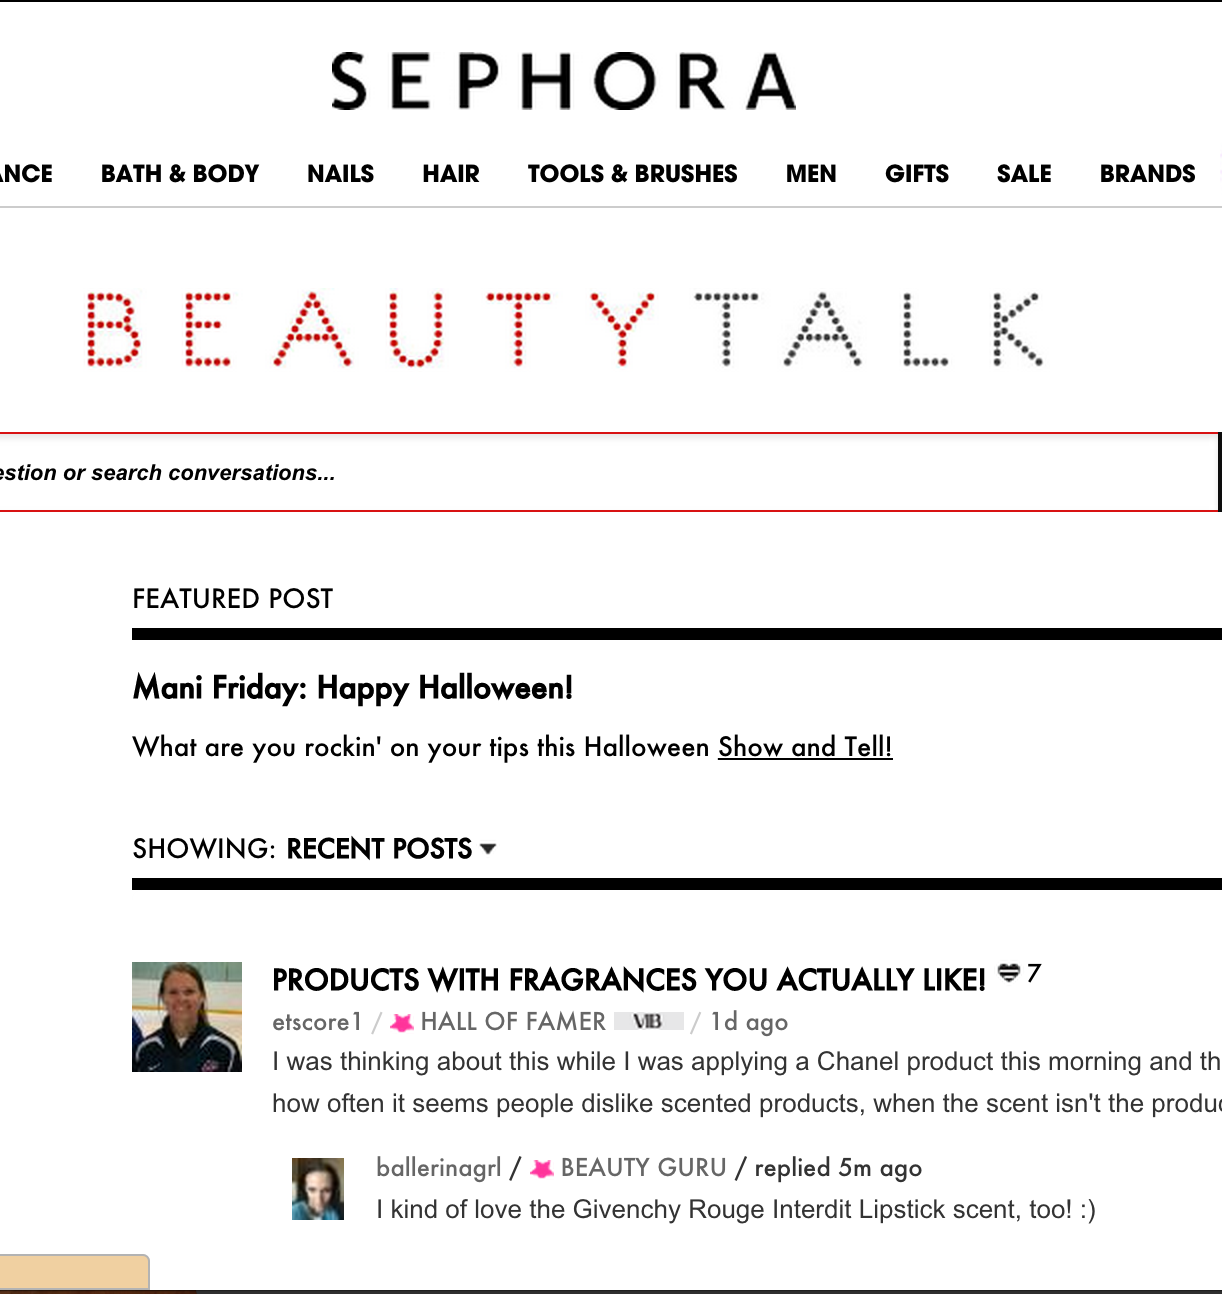 SEPHORA
ANCE BATH & BODY NAILS HAIR TOOLS & BRUSHES MEN GIFTS SALE BRANDS
BEAUTYTALK
estion or search conversations...
FEATURED POST
Mani Friday: Happy Halloween!
What are you rockin' on your tips this Halloween Show and Tell!
SHOWING: RECENT POSTS
PRODUCTS WITH FRAGRANCES YOU ACTUALLY LIKE! 7
etscore1 / HALL OF FAMER VIB / 1d ago
I was thinking about this while I was applying a Chanel product this morning and th
how often it seems people dislike scented products, when the scent isn't the produc
ballerinagrl / BEAUTY GURU / replied 5m ago
I kind of love the Givenchy Rouge Interdit Lipstick scent, too! :)